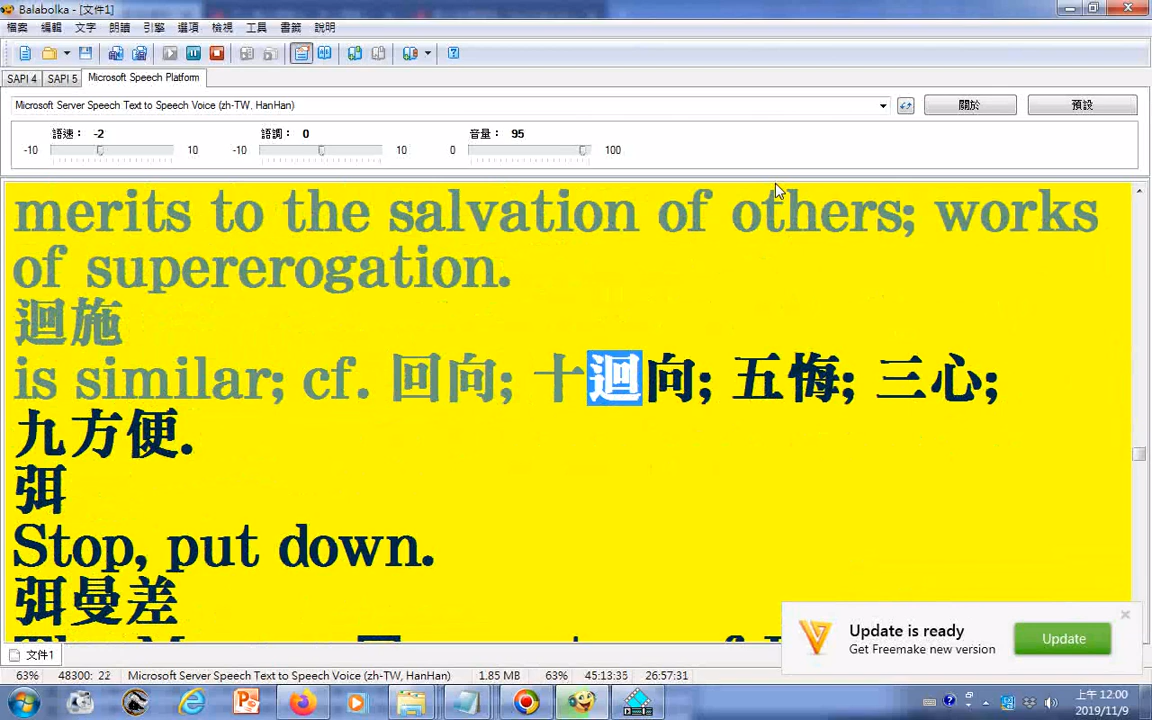 Balabolka - [文件1]
檔案 編輯 文字 朗讀 引擎 選項 檢視 工具 書籤 說明
SAPI 4 SAPI 5 Microsoft Speech Platform
Microsoft Server Speech Text to Speech Voice (zh-TW, HanHan) 關於 預設
語速： -2 語調： 0 音量： 95
-10 10 -10 10 0 100
merits to the salvation of others; works
of supererogation.
迴施
is similar; cf. 回向; 十迴向; 五悔; 三心;
九方便.
弭
Stop, put down.
弭曼差
Update is ready
Get Freemake new version
Update
文件1
63% 48300: 22 Microsoft Server Speech Text to Speech Voice (zh-TW, HanHan) 1.85 MB 63% 45:13:35 26:57:31
上午 12:00
2019/11/9